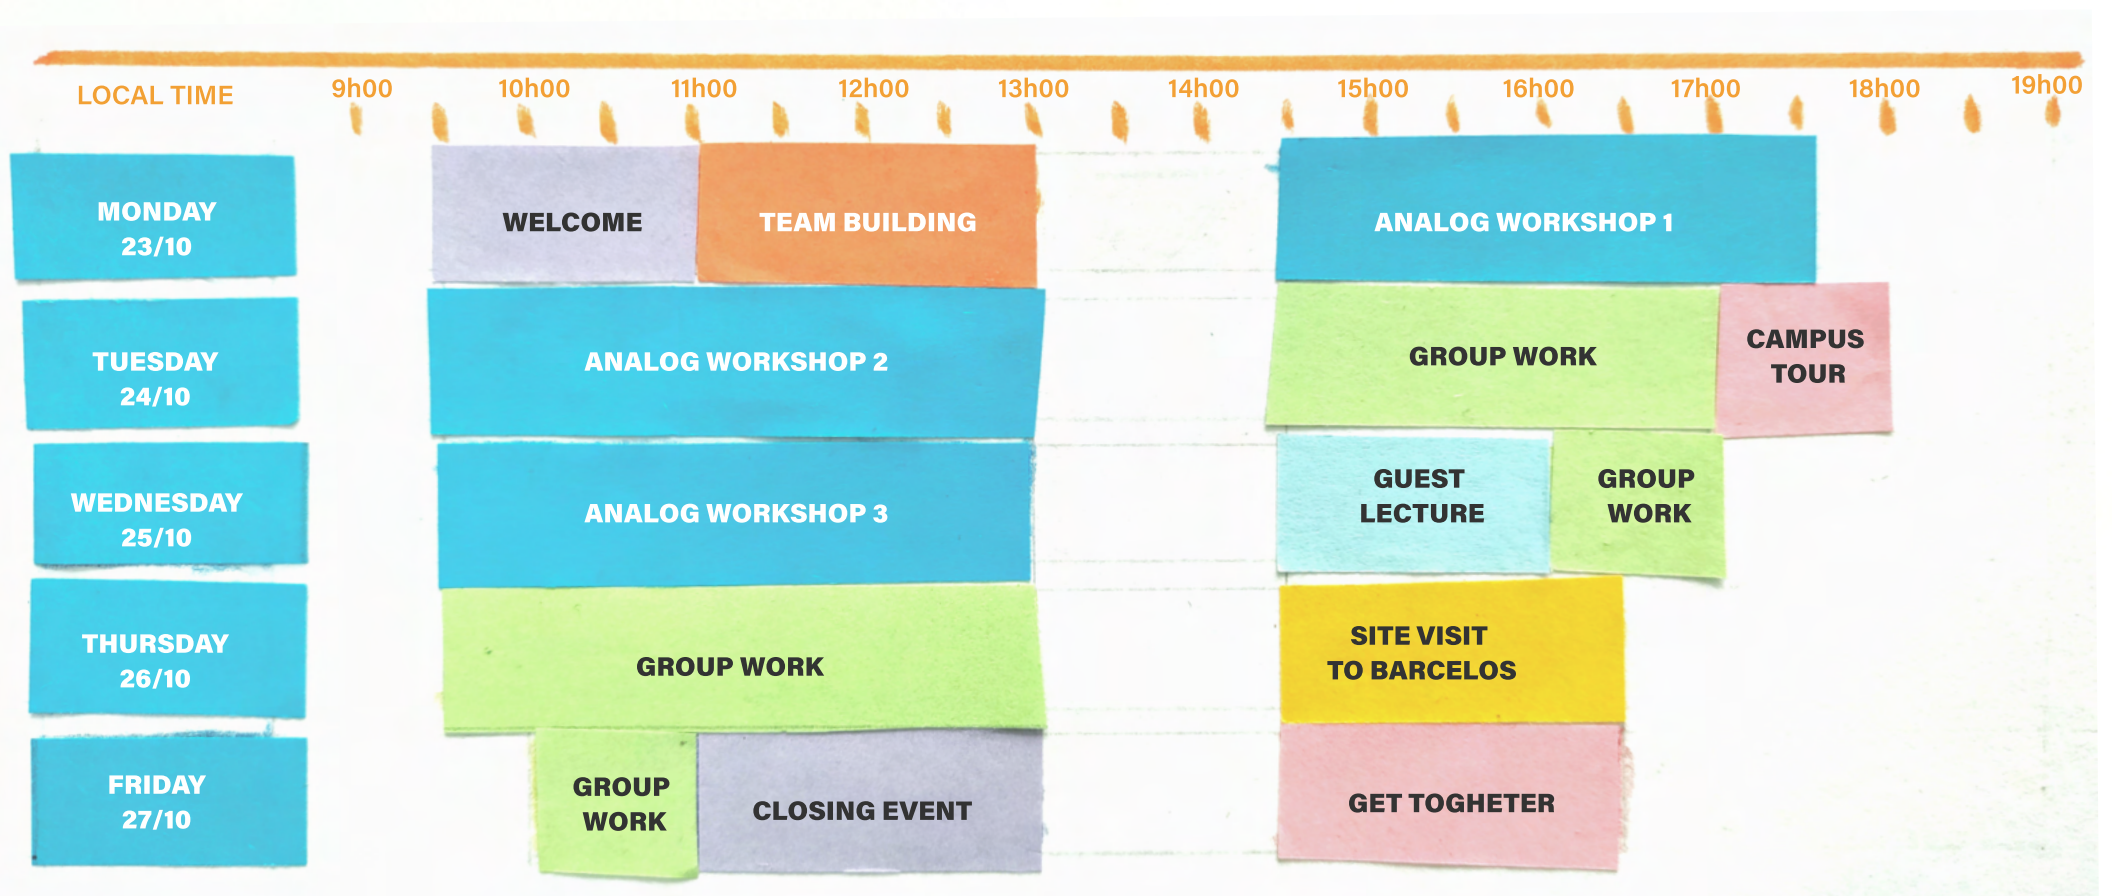 LOCAL TIME 9h00 10h00 11h00 12h00 13h00 14h00 15h00 16h00 17h00 18h00 19h00
MONDAY
23/10
WELCOME
TEAM BUILDING
ANALOG WORKSHOP 1
TUESDAY
24/10
ANALOG WORKSHOP 2
GROUP WORK
CAMPUS
TOUR
WEDNESDAY
25/10
ANALOG WORKSHOP 3
GUEST
LECTURE
GROUP
WORK
THURSDAY
26/10
GROUP WORK
SITE VISIT
TO BARCELOS
FRIDAY
27/10
GROUP
WORK
CLOSING EVENT
GET TOGHETER